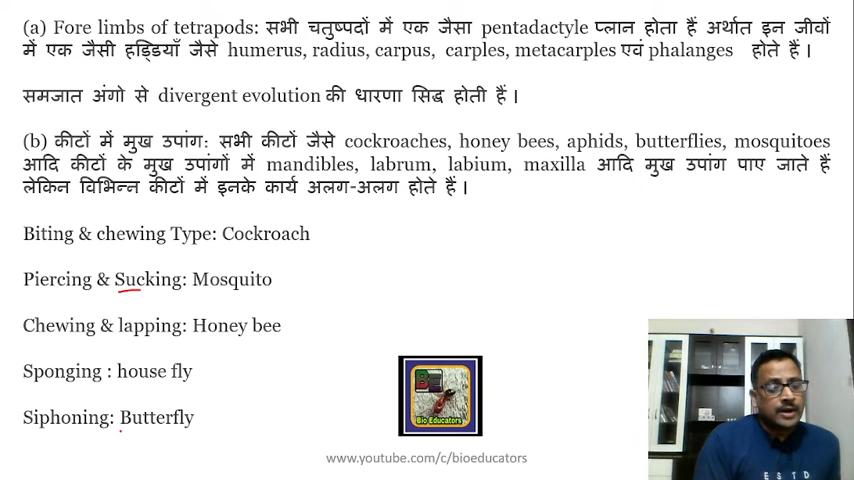 (a) Fore limbs of tetrapods: सभी चतुष्पदों में एक जैसा pentadactyle प्लान होता हैं अर्थात इन जीवों
में एक जैसी हड्डियाँ जैसे humerus, radius, carpus, carples, metacarples एवं phalanges होते हैं।
समजात अंगो से divergent evolution की धारणा सिद्ध होती हैं।
(b) कीटों में मुख उपांग: सभी कीटों जैसे cockroaches, honey bees, aphids, butterflies, mosquitoes
आदि कीटों के मुख उपांगों में mandibles, labrum, labium, maxilla आदि मुख उपांग पाए जाते हैं
लेकिन विभिन्न कीटों में इनके कार्य अलग-अलग होते हैं।
Biting & chewing Type: Cockroach
Piercing & Sucking: Mosquito
Chewing & lapping: Honey bee
Sponging : house fly
Siphoning: Butterfly
BE
Bio Educators
www.youtube.com/c/bioeducators
ESTD